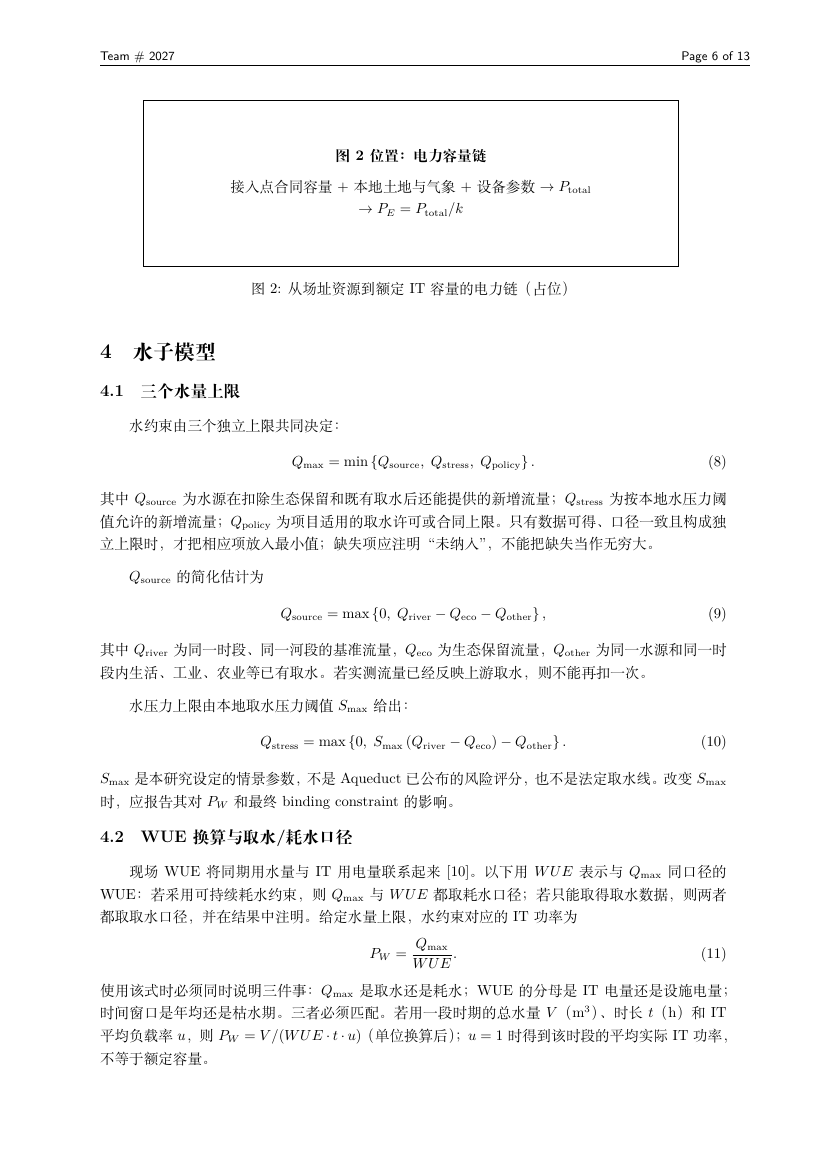 Team # 2027 Page 6 of 13
图 2 位置：电力容量链
接入点合同容量 + 本地土地与气象 + 设备参数 → P_total
→ P_E = P_total/k
图 2: 从场址资源到额定 IT 容量的电力链（占位）
4 水子模型
4.1 三个水量上限
水约束由三个独立上限共同决定：
Q_max = min {Q_source, Q_stress, Q_policy} . (8)
其中 Q_source 为水源在扣除生态保留和既有取水后还能提供的新增流量；Q_stress 为按本地水压力阈
值允许的新增流量；Q_policy 为项目适用的取水许可或合同上限。只有数据可得、口径一致且构成独
立上限时，才把相应项放入最小值；缺失项应注明 “未纳入”，不能把缺失当作无穷大。
Q_source 的简化估计为
Q_source = max {0, Q_river − Q_eco − Q_other} , (9)
其中 Q_river 为同一时段、同一河段的基准流量，Q_eco 为生态保留流量，Q_other 为同一水源和同一时
段内生活、工业、农业等已有取水。若实测流量已经反映上游取水，则不能再扣一次。
水压力上限由本地取水压力阈值 S_max 给出：
Q_stress = max {0, S_max (Q_river − Q_eco) − Q_other} . (10)
S_max 是本研究设定的情景参数，不是 Aqueduct 已公布的风险评分，也不是法定取水线。改变 S_max
时，应报告其对 P_W 和最终 binding constraint 的影响。
4.2 WUE 换算与取水/耗水口径
现场 WUE 将同期用水量与 IT 用电量联系起来 [10]。以下用 WUE 表示与 Q_max 同口径的
WUE：若采用可持续耗水约束，则 Q_max 与 WUE 都取耗水口径；若只能取得取水数据，则两者
都取取水口径，并在结果中注明。给定水量上限，水约束对应的 IT 功率为
P_W = Q_max / WUE. (11)
使用该式时必须同时说明三件事：Q_max 是取水还是耗水；WUE 的分母是 IT 电量还是设施电量；
时间窗口是年均还是枯水期。三者必须匹配。若用一段时期的总水量 V（m³）、时长 t（h）和 IT
平均负载率 u，则 P_W = V/(WUE · t · u)（单位换算后）；u = 1 时得到该时段的平均实际 IT 功率，
不等于额定容量。